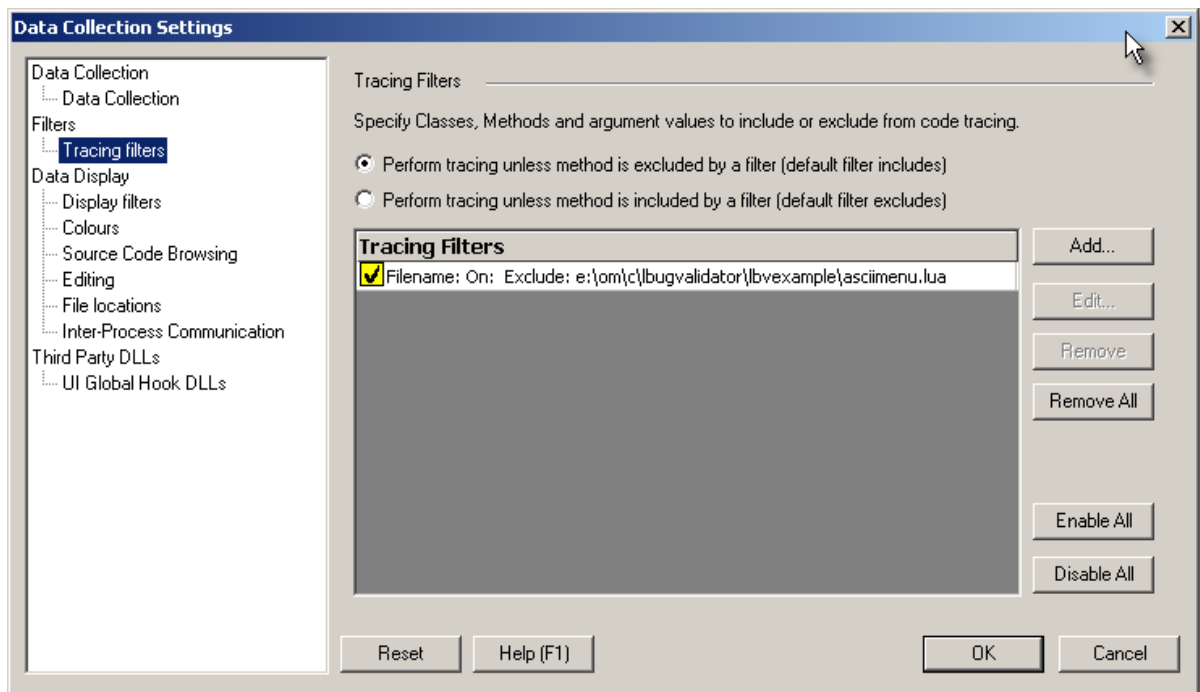 Data Collection Settings
Data Collection
Data Collection
Filters
Tracing filters
Data Display
Display filters
Colours
Source Code Browsing
Editing
File locations
Inter-Process Communication
Third Party DLLs
UI Global Hook DLLs
Tracing Filters
Specify Classes, Methods and argument values to include or exclude from code tracing.
Perform tracing unless method is excluded by a filter (default filter includes)
Perform tracing unless method is included by a filter (default filter excludes)
Tracing Filters
Filename: On: Exclude: e:\om\c\lbugvalidator\lbvexample\asciimenu.lua
Add...
Edit...
Remove
Remove All
Enable All
Disable All
Reset
Help (F1)
OK
Cancel